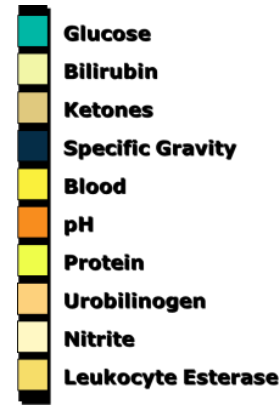 Glucose
Bilirubin
Ketones
Specific Gravity
Blood
pH
Protein
Urobilinogen
Nitrite
Leukocyte Esterase